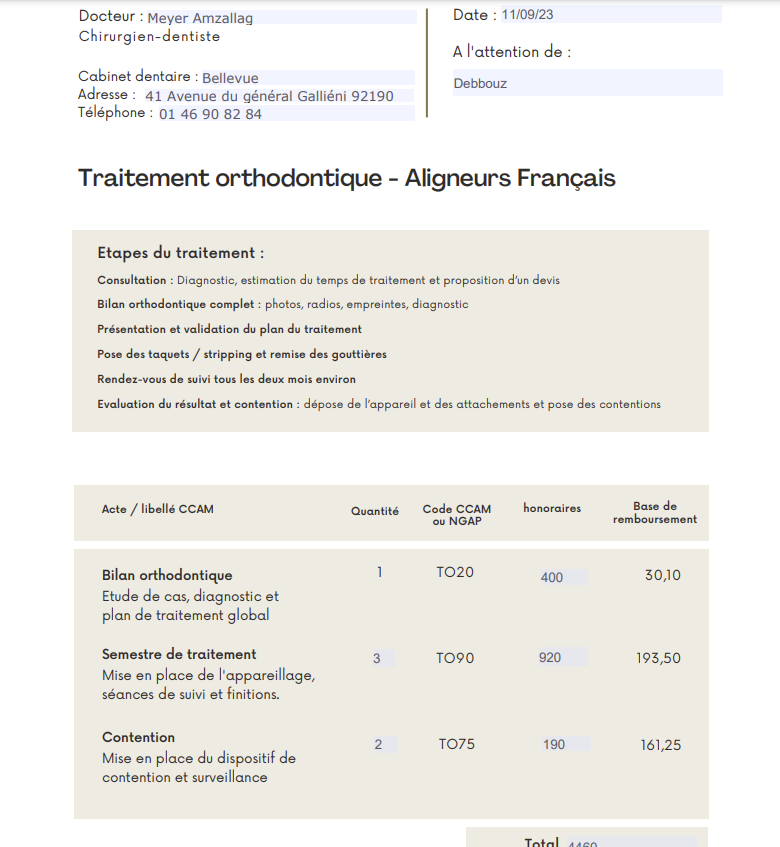 Docteur : Meyer Amzallag
Chirurgien-dentiste
Cabinet dentaire : Bellevue
Adresse : 41 Avenue du général Galliéni 92190
Téléphone : 01 46 90 82 84
Date : 11/09/23
A l'attention de :
Debbouz
Traitement orthodontique - Aligneurs Français
Etapes du traitement :
Consultation : Diagnostic, estimation du temps de traitement et proposition d'un devis
Bilan orthodontique complet : photos, radios, empreintes, diagnostic
Présentation et validation du plan du traitement
Pose des taquets / stripping et remise des gouttières
Rendez-vous de suivi tous les deux mois environ
Evaluation du résultat et contention : dépose de l'appareil et des attachements et pose des contentions
Acte / libellé CCAM
Quantité
Code CCAM
ou NGAP
honoraires
Base de
remboursement
Bilan orthodontique
Etude de cas, diagnostic et
plan de traitement global
1
TO20
400
30,10
Semestre de traitement
Mise en place de l'appareillage,
séances de suivi et finitions.
3
TO90
920
193,50
Contention
Mise en place du dispositif de
contention et surveillance
2
TO75
190
161,25
Total 4460